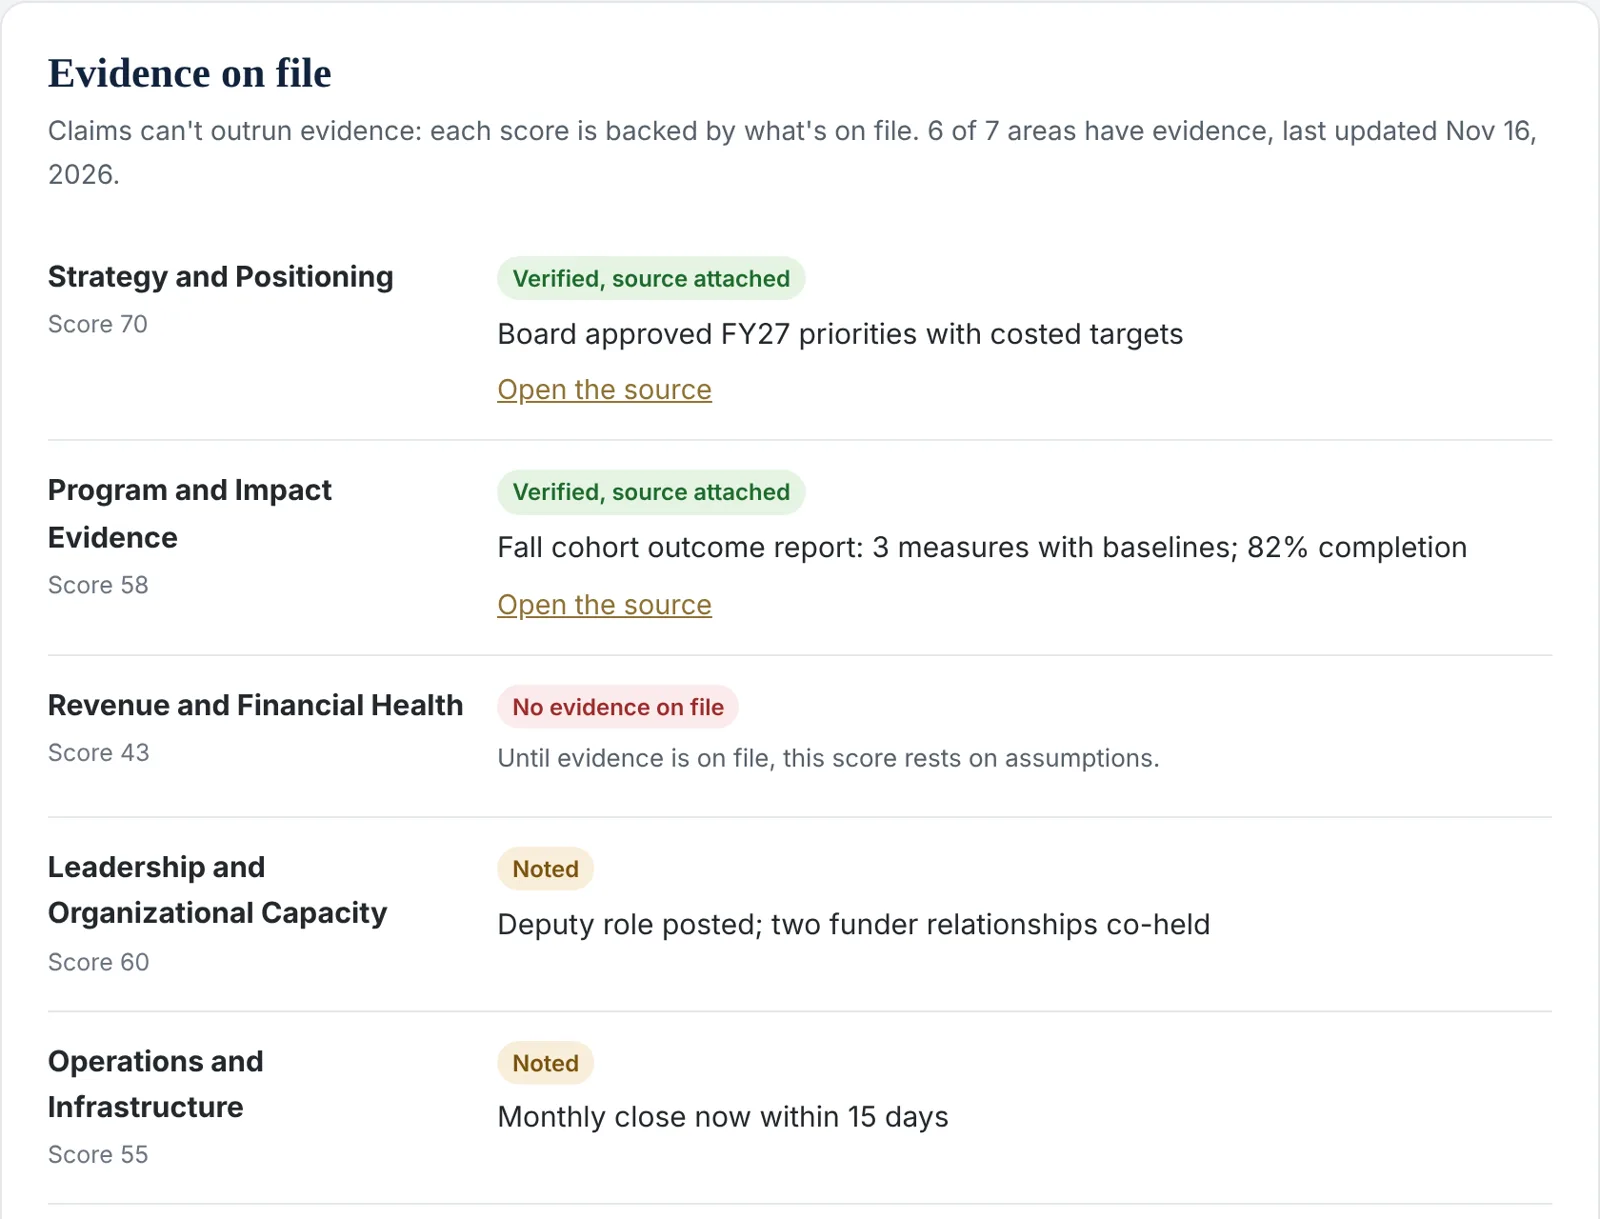 Evidence on file
Claims can't outrun evidence: each score is backed by what's on file. 6 of 7 areas have evidence, last updated Nov 16,
2026.
Strategy and Positioning
Score 70
Verified, source attached
Board approved FY27 priorities with costed targets
Open the source
Program and Impact
Evidence
Score 58
Verified, source attached
Fall cohort outcome report: 3 measures with baselines; 82% completion
Open the source
Revenue and Financial Health
Score 43
No evidence on file
Until evidence is on file, this score rests on assumptions.
Leadership and
Organizational Capacity
Score 60
Noted
Deputy role posted; two funder relationships co-held
Operations and
Infrastructure
Score 55
Noted
Monthly close now within 15 days